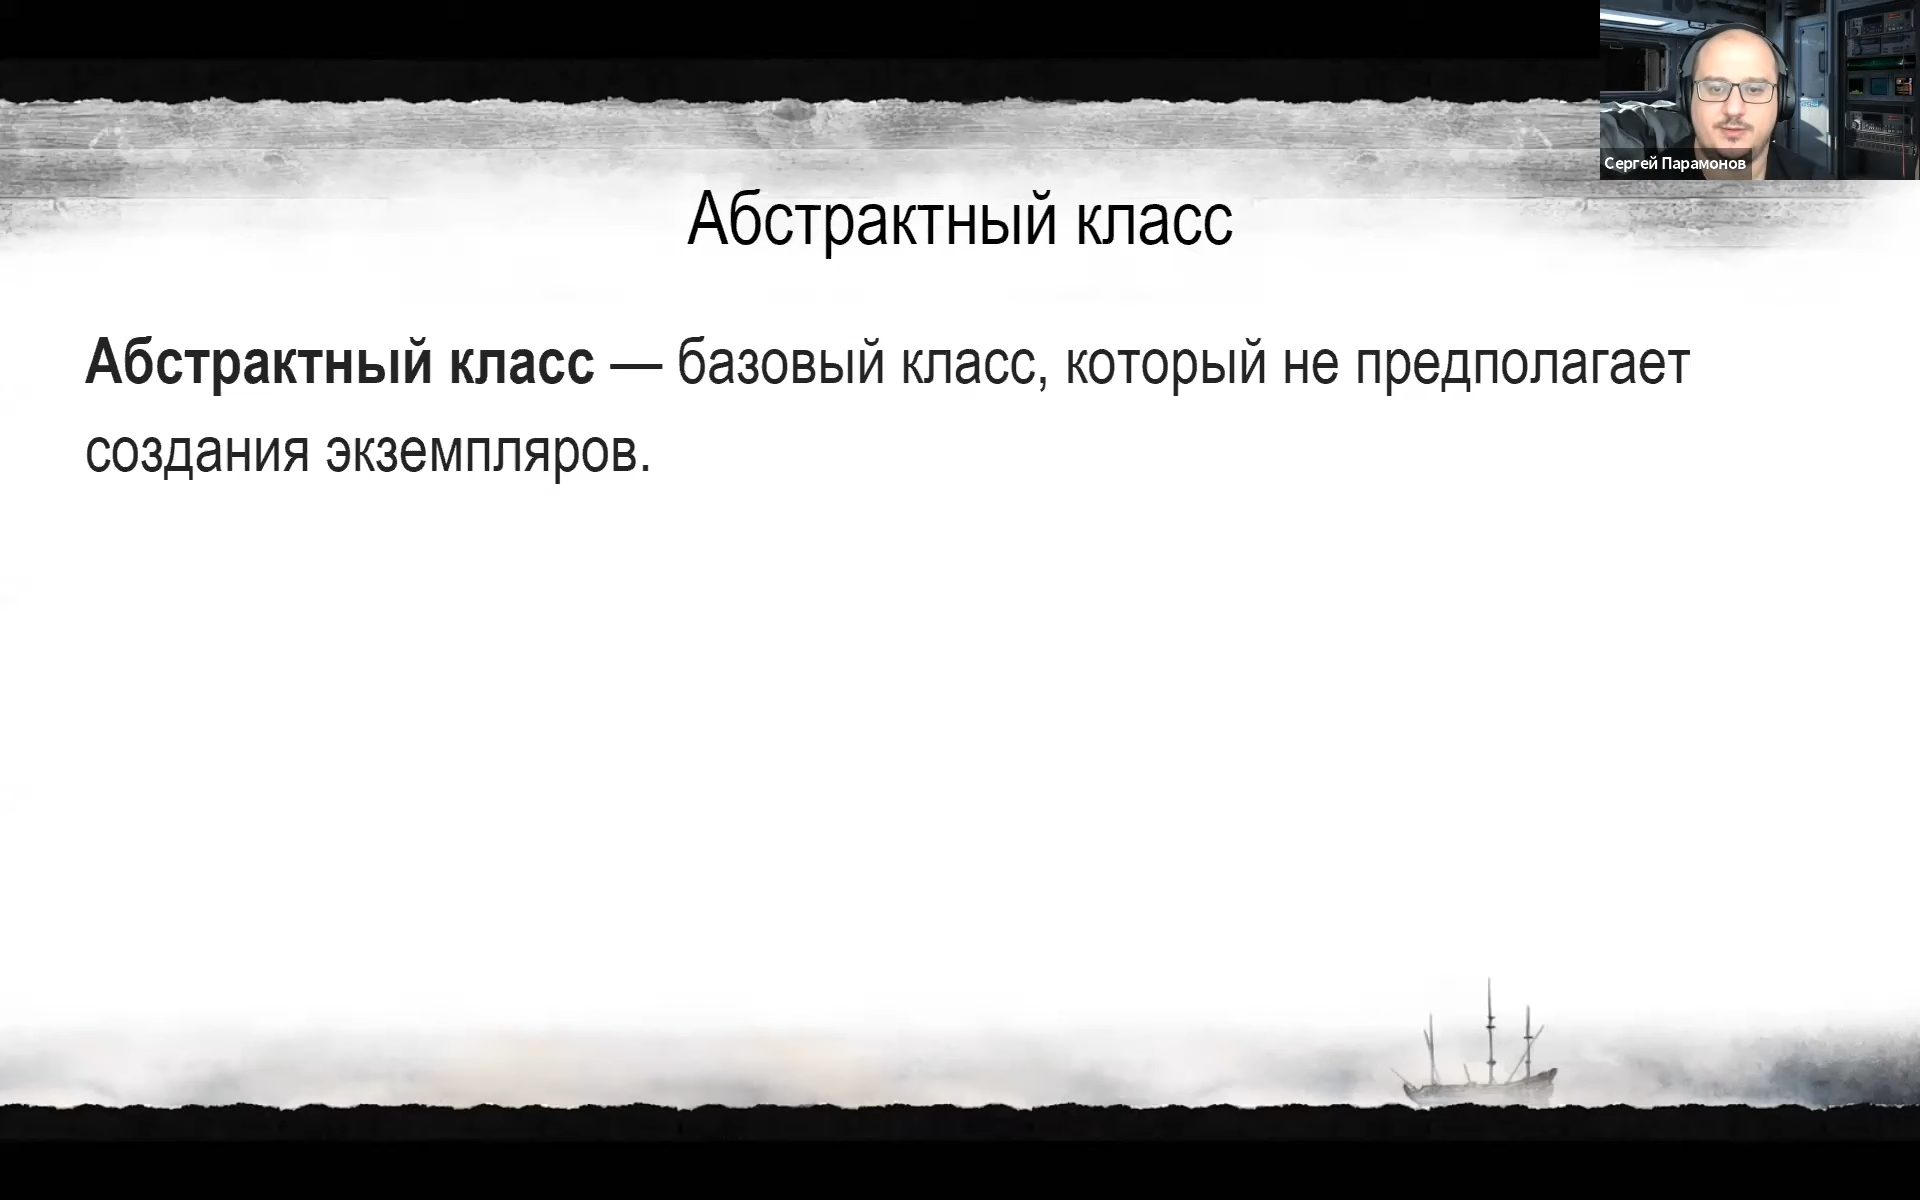 Сергей Парамонов
Абстрактный класс
Абстрактный класс — базовый класс, который не предполагает
создания экземпляров.